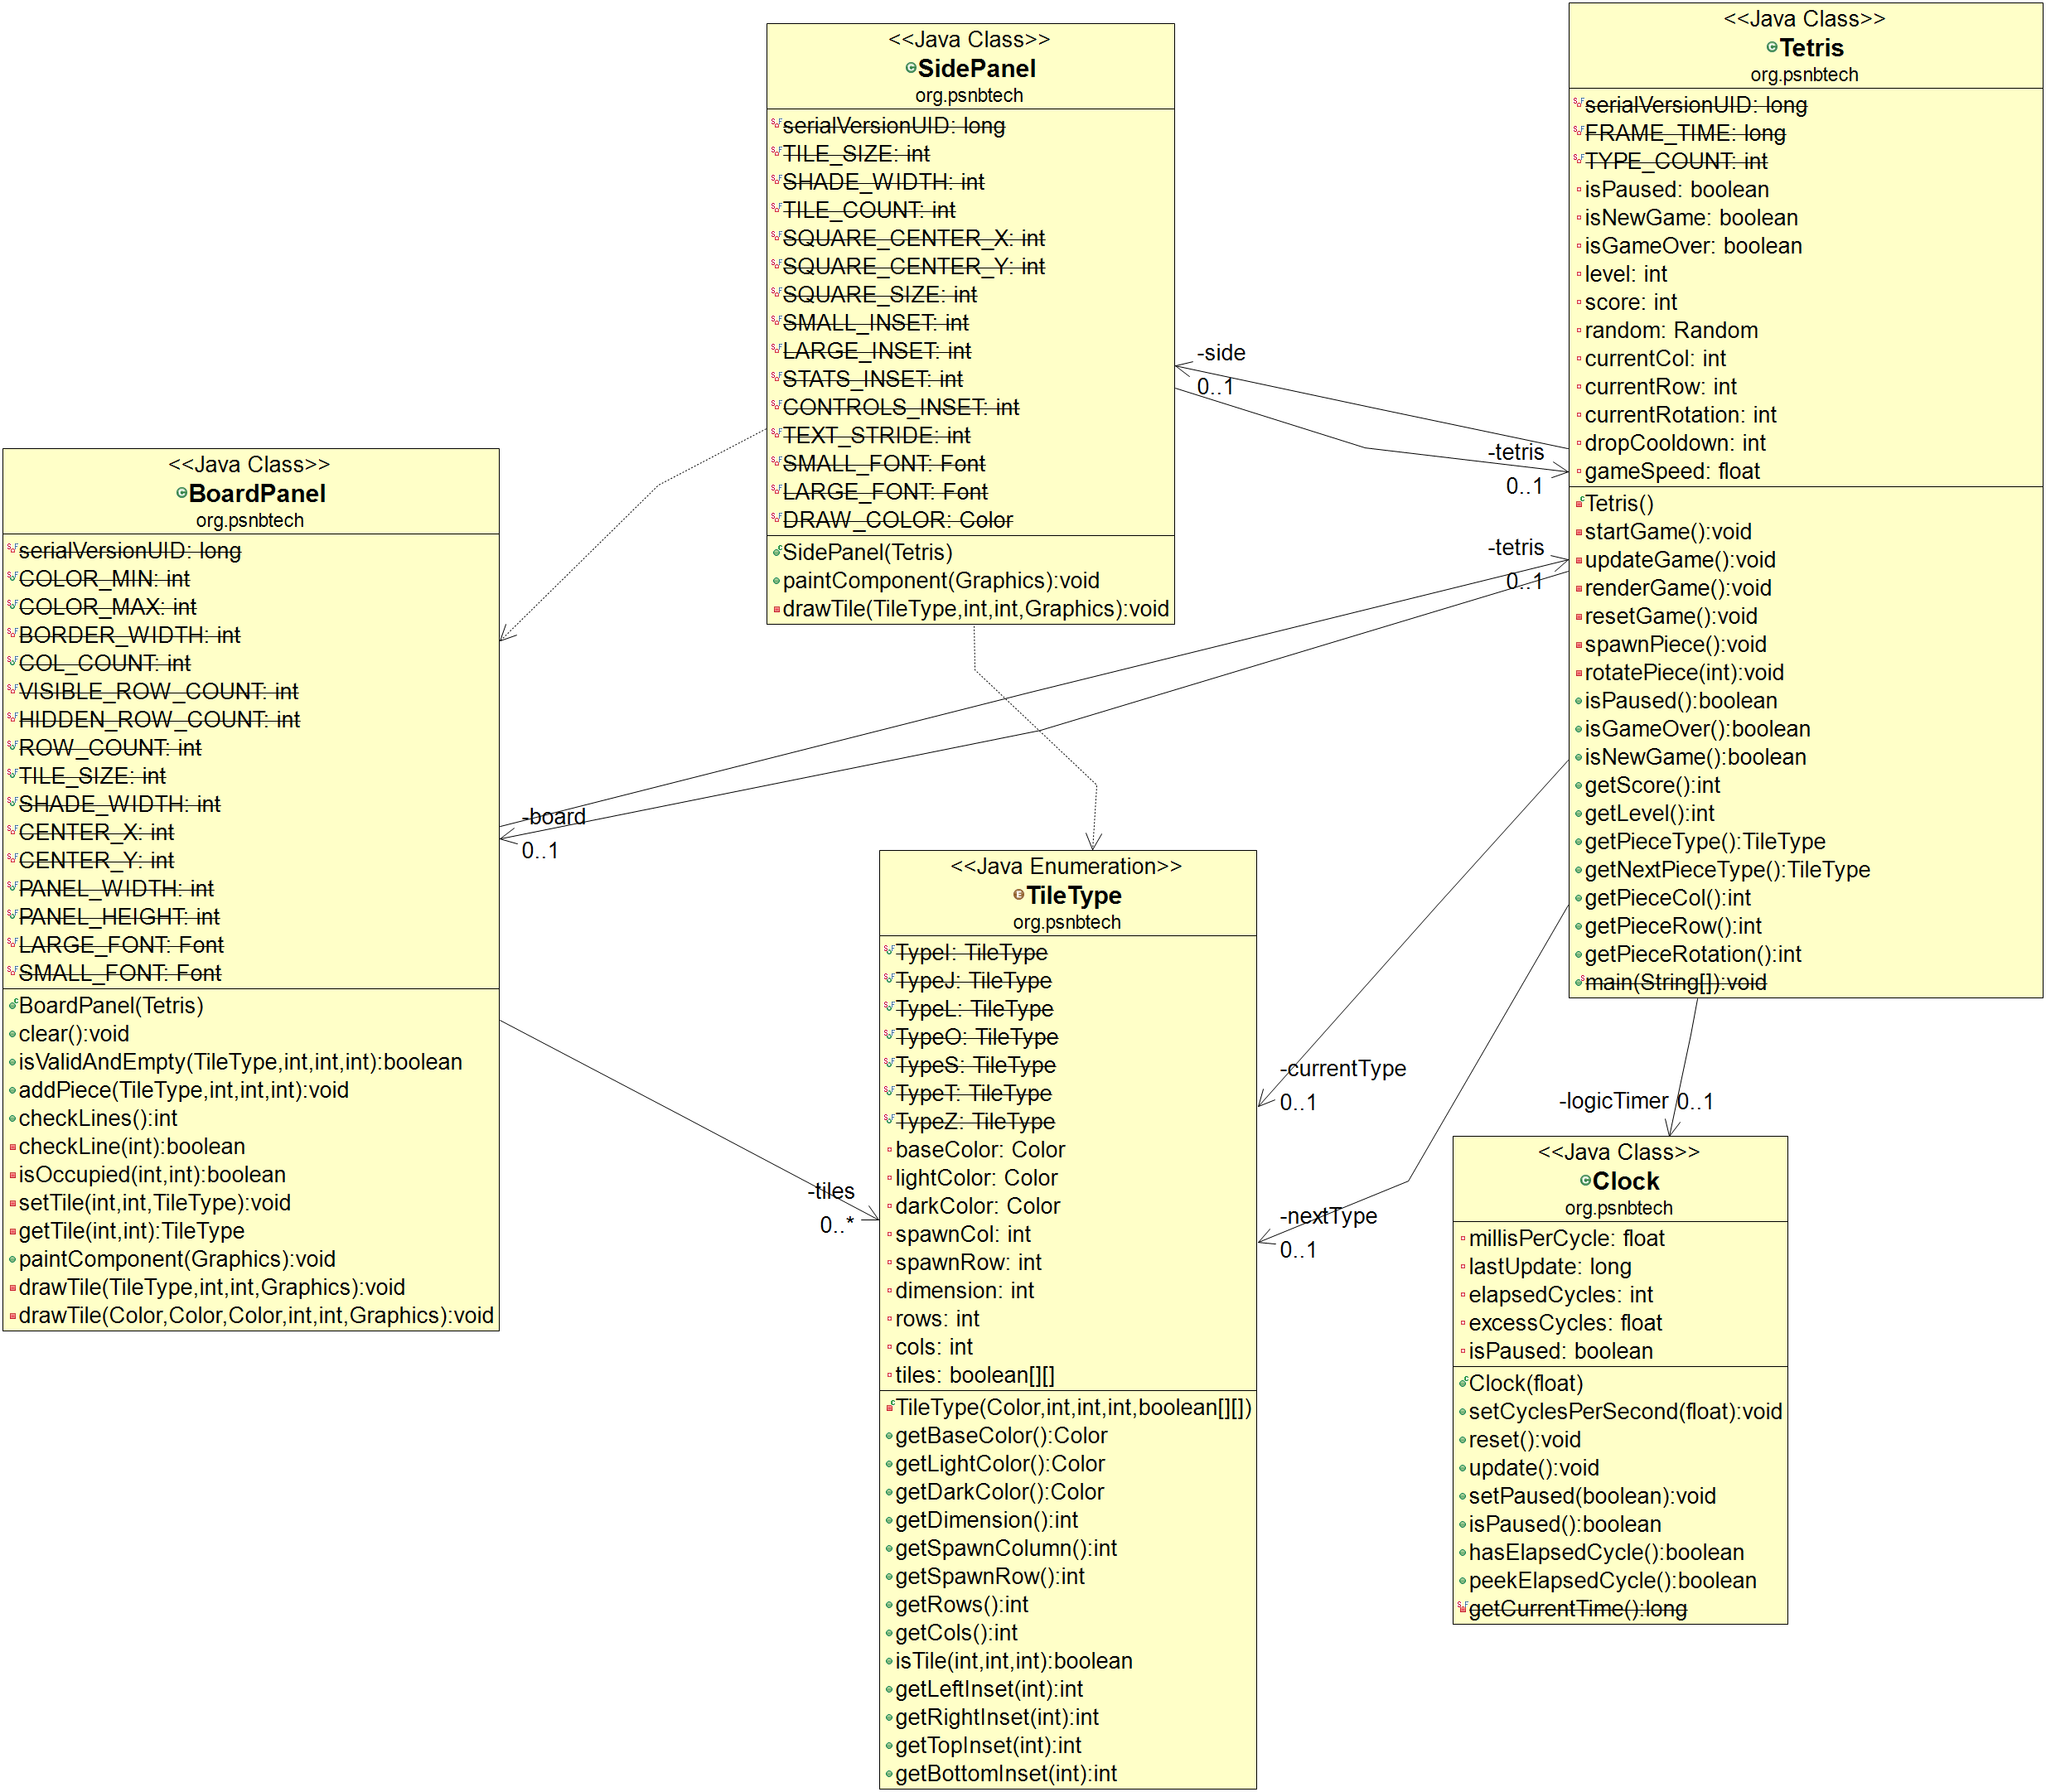 <<Java Class>>
SidePanel
org.psnbtech
serialVersionUID: long
TILE_SIZE: int
SHADE_WIDTH: int
TILE_COUNT: int
SQUARE_CENTER_X: int
SQUARE_CENTER_Y: int
SQUARE_SIZE: int
SMALL_INSET: int
LARGE_INSET: int
STATS_INSET: int
CONTROLS_INSET: int
TEXT_STRIDE: int
SMALL_FONT: Font
LARGE_FONT: Font
DRAW_COLOR: Color
SidePanel(Tetris)
paintComponent(Graphics):void
drawTile(TileType,int,int,Graphics):void
<<Java Class>>
Tetris
org.psnbtech
serialVersionUID: long
FRAME_TIME: long
TYPE_COUNT: int
isPaused: boolean
isNewGame: boolean
isGameOver: boolean
level: int
score: int
random: Random
currentCol: int
currentRow: int
currentRotation: int
dropCooldown: int
gameSpeed: float
Tetris()
startGame():void
updateGame():void
renderGame():void
resetGame():void
spawnPiece():void
rotatePiece(int):void
isPaused():boolean
isGameOver():boolean
isNewGame():boolean
getScore():int
getLevel():int
getPieceType():TileType
getNextPieceType():TileType
getPieceCol():int
getPieceRow():int
getPieceRotation():int
main(String[]):void
-side
0..1
-tetris
0..1
-tetris
0..1
<<Java Class>>
BoardPanel
org.psnbtech
serialVersionUID: long
COLOR_MIN: int
COLOR_MAX: int
BORDER_WIDTH: int
COL_COUNT: int
VISIBLE_ROW_COUNT: int
HIDDEN_ROW_COUNT: int
ROW_COUNT: int
TILE_SIZE: int
SHADE_WIDTH: int
CENTER_X: int
CENTER_Y: int
PANEL_WIDTH: int
PANEL_HEIGHT: int
LARGE_FONT: Font
SMALL_FONT: Font
BoardPanel(Tetris)
clear():void
isValidAndEmpty(TileType,int,int,int):boolean
addPiece(TileType,int,int,int):void
checkLines():int
checkLine(int):boolean
isOccupied(int,int):boolean
setTile(int,int,TileType):void
getTile(int,int):TileType
paintComponent(Graphics):void
drawTile(TileType,int,int,Graphics):void
drawTile(Color,Color,Color,int,int,Graphics):void
-board
0..1
-tiles
0..*
<<Java Enumeration>>
TileType
org.psnbtech
TypeI: TileType
TypeJ: TileType
TypeL: TileType
TypeO: TileType
TypeS: TileType
TypeT: TileType
TypeZ: TileType
baseColor: Color
lightColor: Color
darkColor: Color
spawnCol: int
spawnRow: int
dimension: int
rows: int
cols: int
tiles: boolean[][]
TileType(Color,int,int,int,boolean[][])
getBaseColor():Color
getLightColor():Color
getDarkColor():Color
getDimension():int
getSpawnColumn():int
getSpawnRow():int
getRows():int
getCols():int
isTile(int,int,int):boolean
getLeftInset(int):int
getRightInset(int):int
getTopInset(int):int
getBottomInset(int):int
-currentType
0..1
-nextType
0..1
-logicTimer 0..1
<<Java Class>>
Clock
org.psnbtech
millisPerCycle: float
lastUpdate: long
elapsedCycles: int
excessCycles: float
isPaused: boolean
Clock(float)
setCyclesPerSecond(float):void
reset():void
update():void
setPaused(boolean):void
isPaused():boolean
hasElapsedCycle():boolean
peekElapsedCycle():boolean
getCurrentTime():long